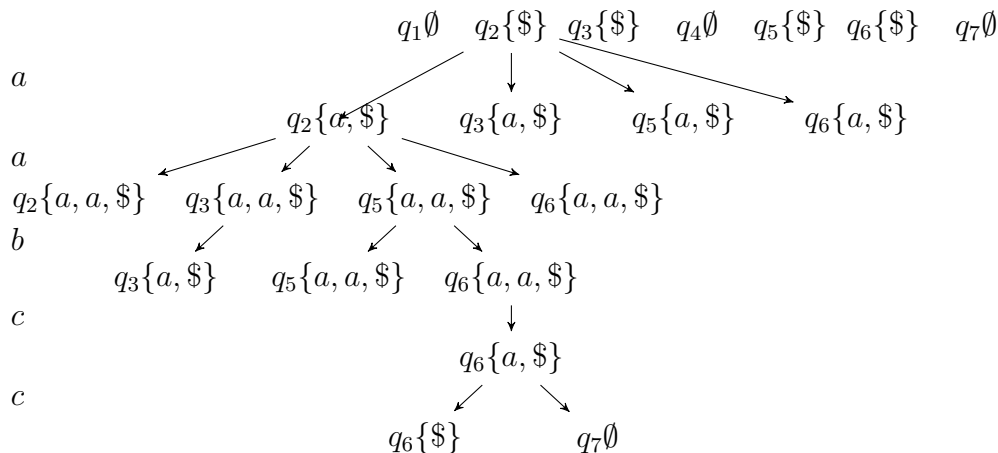 q₁∅ q₂{$} q₃{$} q₄∅ q₅{$} q₆{$} q₇∅
a
q₂{a,$} q₃{a,$} q₅{a,$} q₆{a,$}
a
q₂{a,a,$} q₃{a,a,$} q₅{a,a,$} q₆{a,a,$}
b
q₃{a,$} q₅{a,a,$} q₆{a,a,$}
c
q₆{a,$}
c
q₆{$} q₇∅